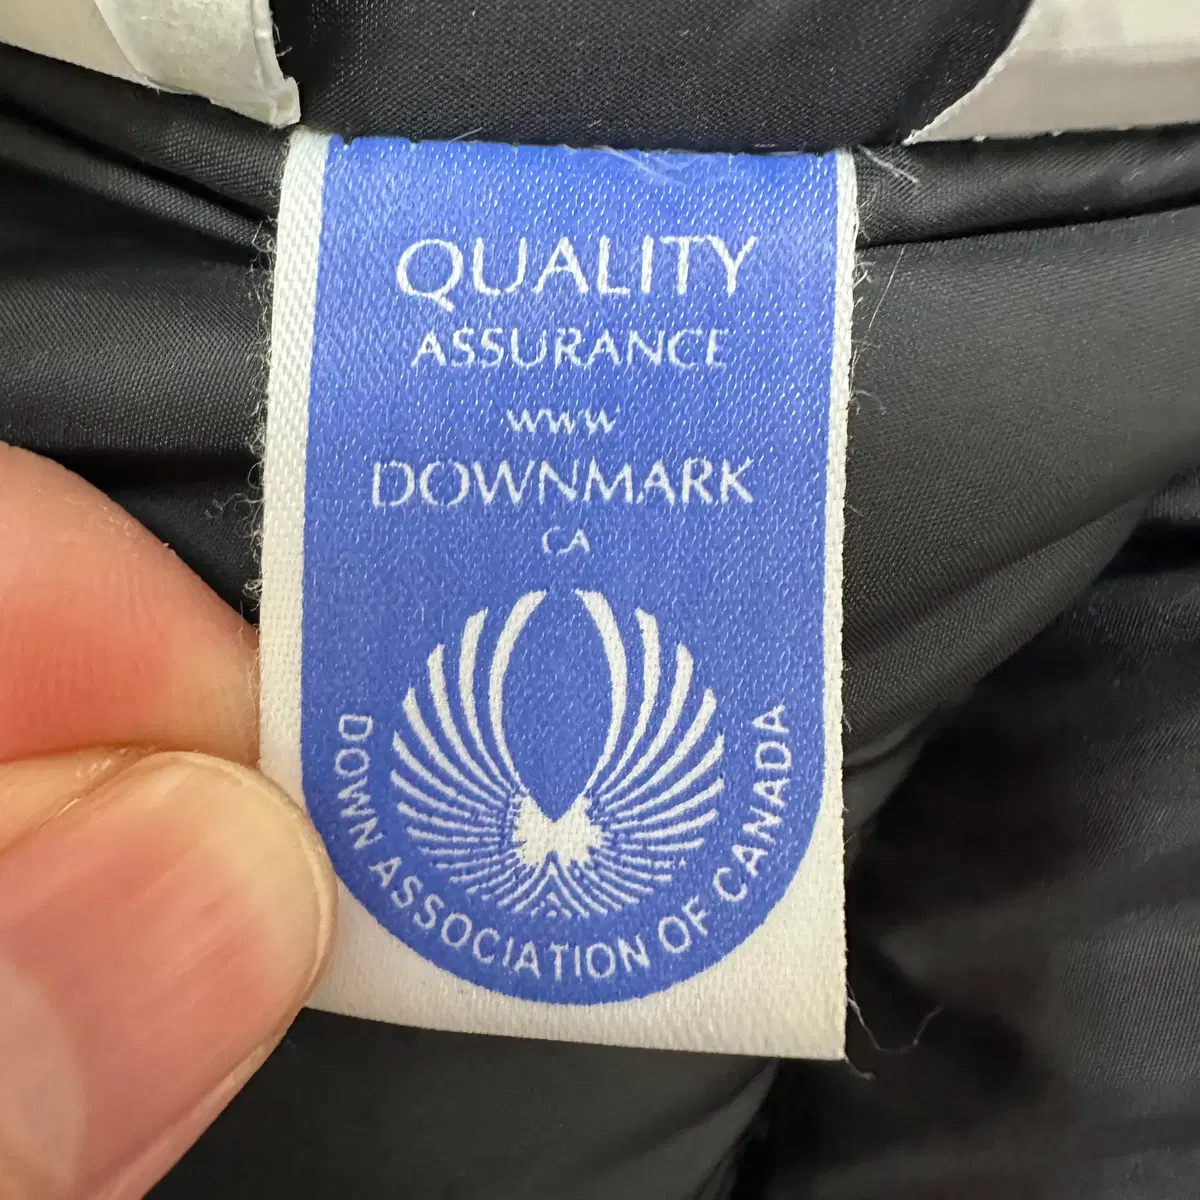 QUALITY
ASSURANCE
www
DOWNMARK
CA
DOWN ASSOCIATION OF CANADA